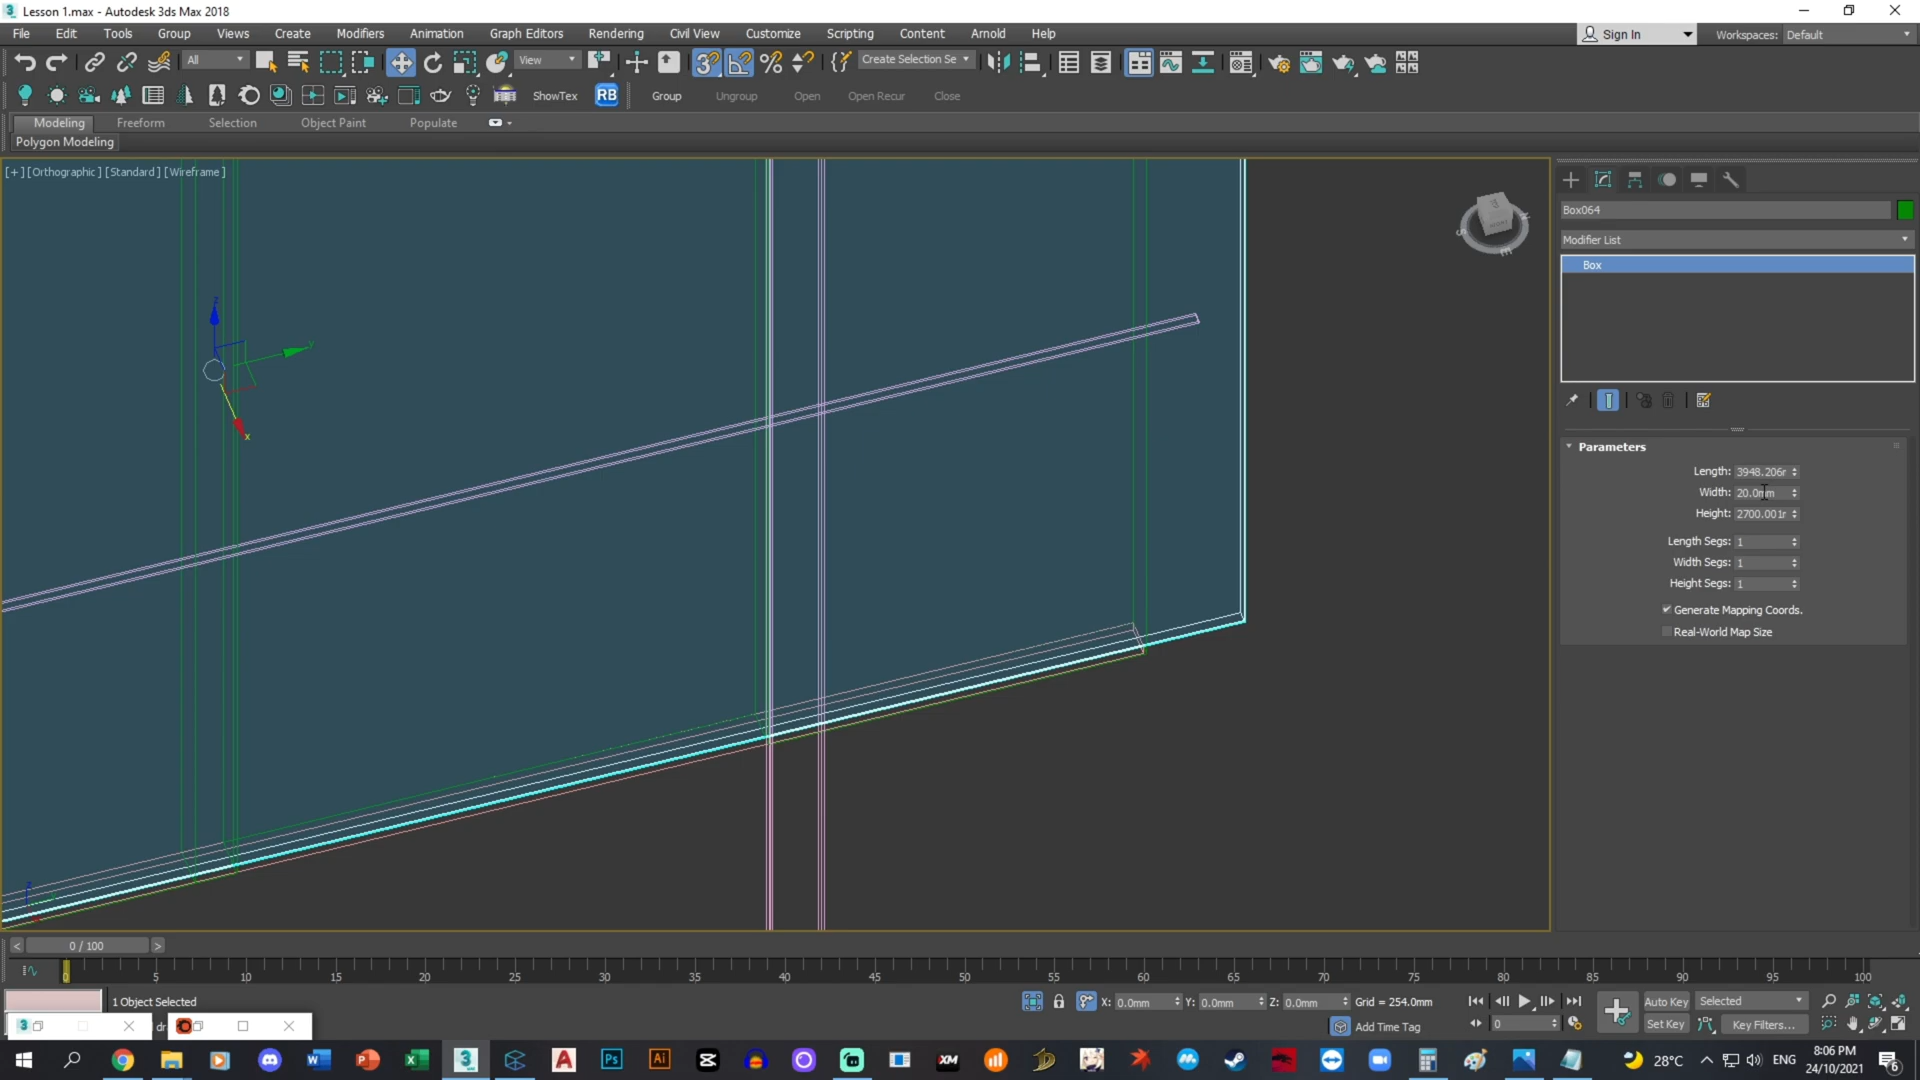 Lesson 1.max - Autodesk 3ds Max 2018
File Edit Tools Group Views Create Modifiers Animation Graph Editors Rendering Civil View Customize Scripting Content Arnold Help
Sign In Workspaces: Default
All View Create Selection Se
ShowTex RB Group Ungroup Open Open Recur Close
Modeling Freeform Selection Object Paint Populate
Polygon Modeling
[+] [Orthographic] [Standard] [Wireframe]
Box064
Modifier List
Box
z
y
x
Parameters
Length: 3948.206r
Width: 20.0mm
Height: 2700.001r
Length Segs: 1
Width Segs: 1
Height Segs: 1
Generate Mapping Coords.
Real-World Map Size
< 0 / 100 >
0 5 10 15 20 25 30 35 40 45 50 55 60 65 70 75 80 85 90 95 100
1 Object Selected X: 0.0mm Y: 0.0mm Z: 0.0mm Grid = 254.0mm Auto Key Selected
Add Time Tag 0 Set Key Key Filters...
28°C ENG 8:06 PM
24/10/2021
6